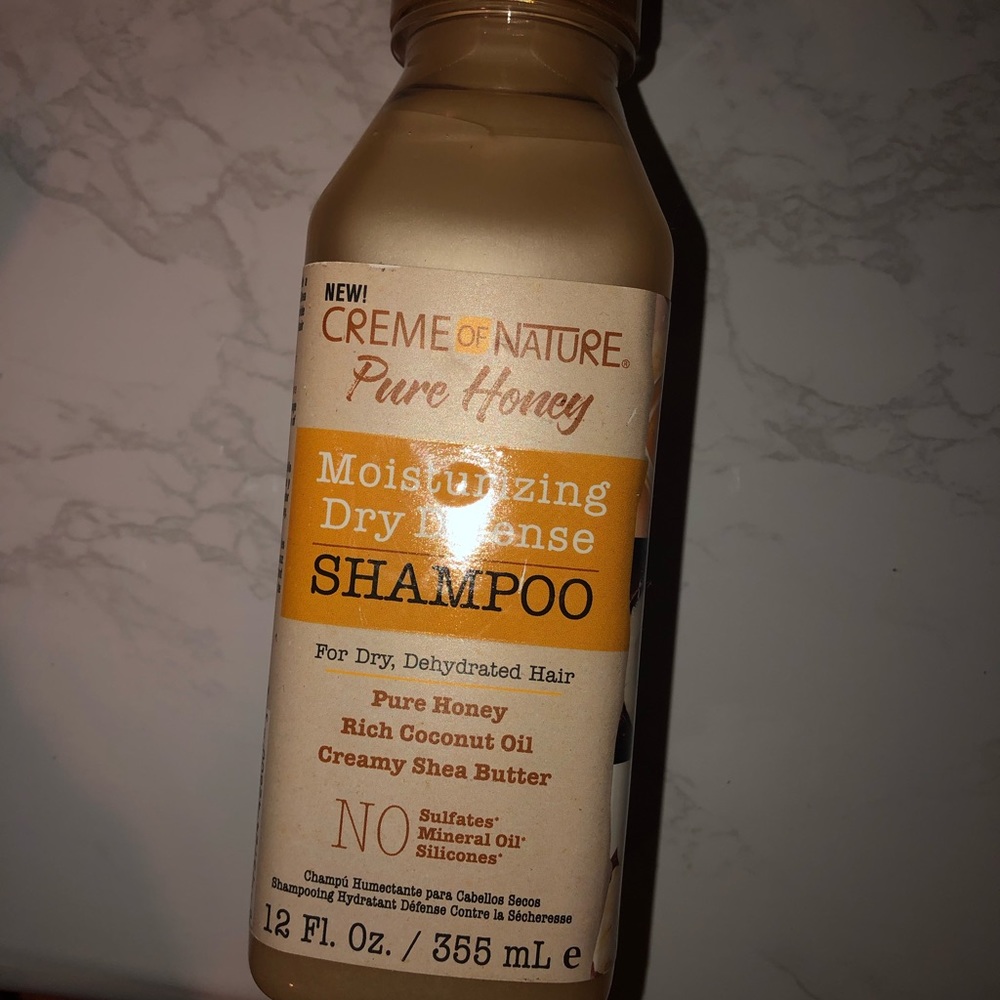 NEW!
CREME OF NATURE®
Pure Honey
Moisturizing
Dry Defense
SHAMPOO
For Dry, Dehydrated Hair
Pure Honey
Rich Coconut Oil
Creamy Shea Butter
NO
Sulfates*
Mineral Oil*
Silicones*
Champú Humectante para Cabellos Secos
Shampooing Hydratant Défense Contre la Sécheresse
12 Fl. Oz. / 355 mL e